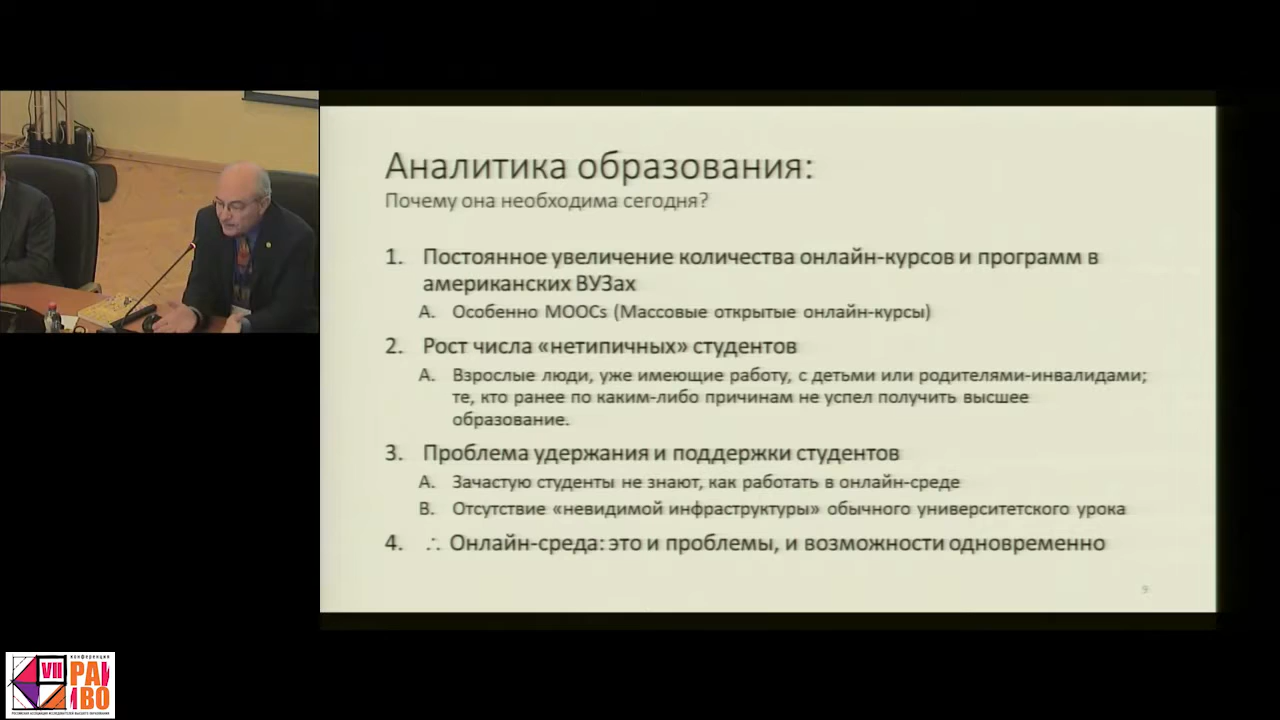 Аналитика образования:
Почему она необходима сегодня?
1. Постоянное увеличение количества онлайн-курсов и программ в
американских ВУЗах
A. Особенно MOOCs (Массовые открытые онлайн-курсы)
2. Рост числа «нетипичных» студентов
A. Взрослые люди, уже имеющие работу, с детьми или родителями-инвалидами;
те, кто ранее по каким-либо причинам не успел получить высшее
образование.
3. Проблема удержания и поддержки студентов
A. Зачастую студенты не знают, как работать в онлайн-среде
B. Отсутствие «невидимой инфраструктуры» обычного университетского урока
4. ∴ Онлайн-среда: это и проблемы, и возможности одновременно
9
конференция
VII
РАИ
ВО